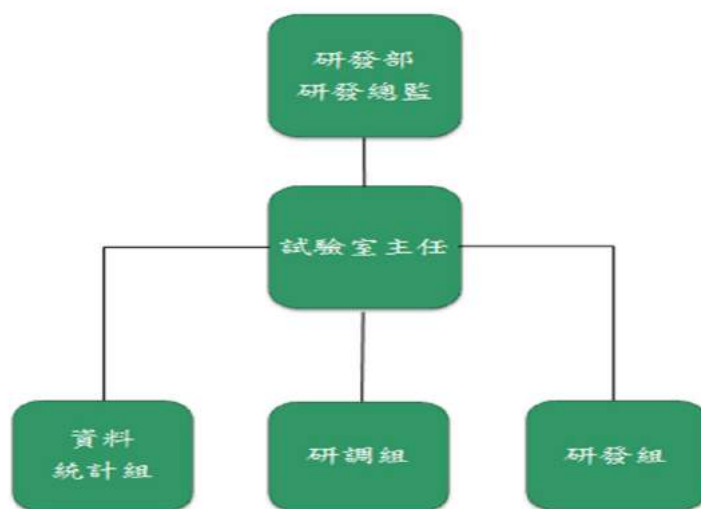 研發部
研發總監
試驗室主任
資料
統計組
研調組
研發組